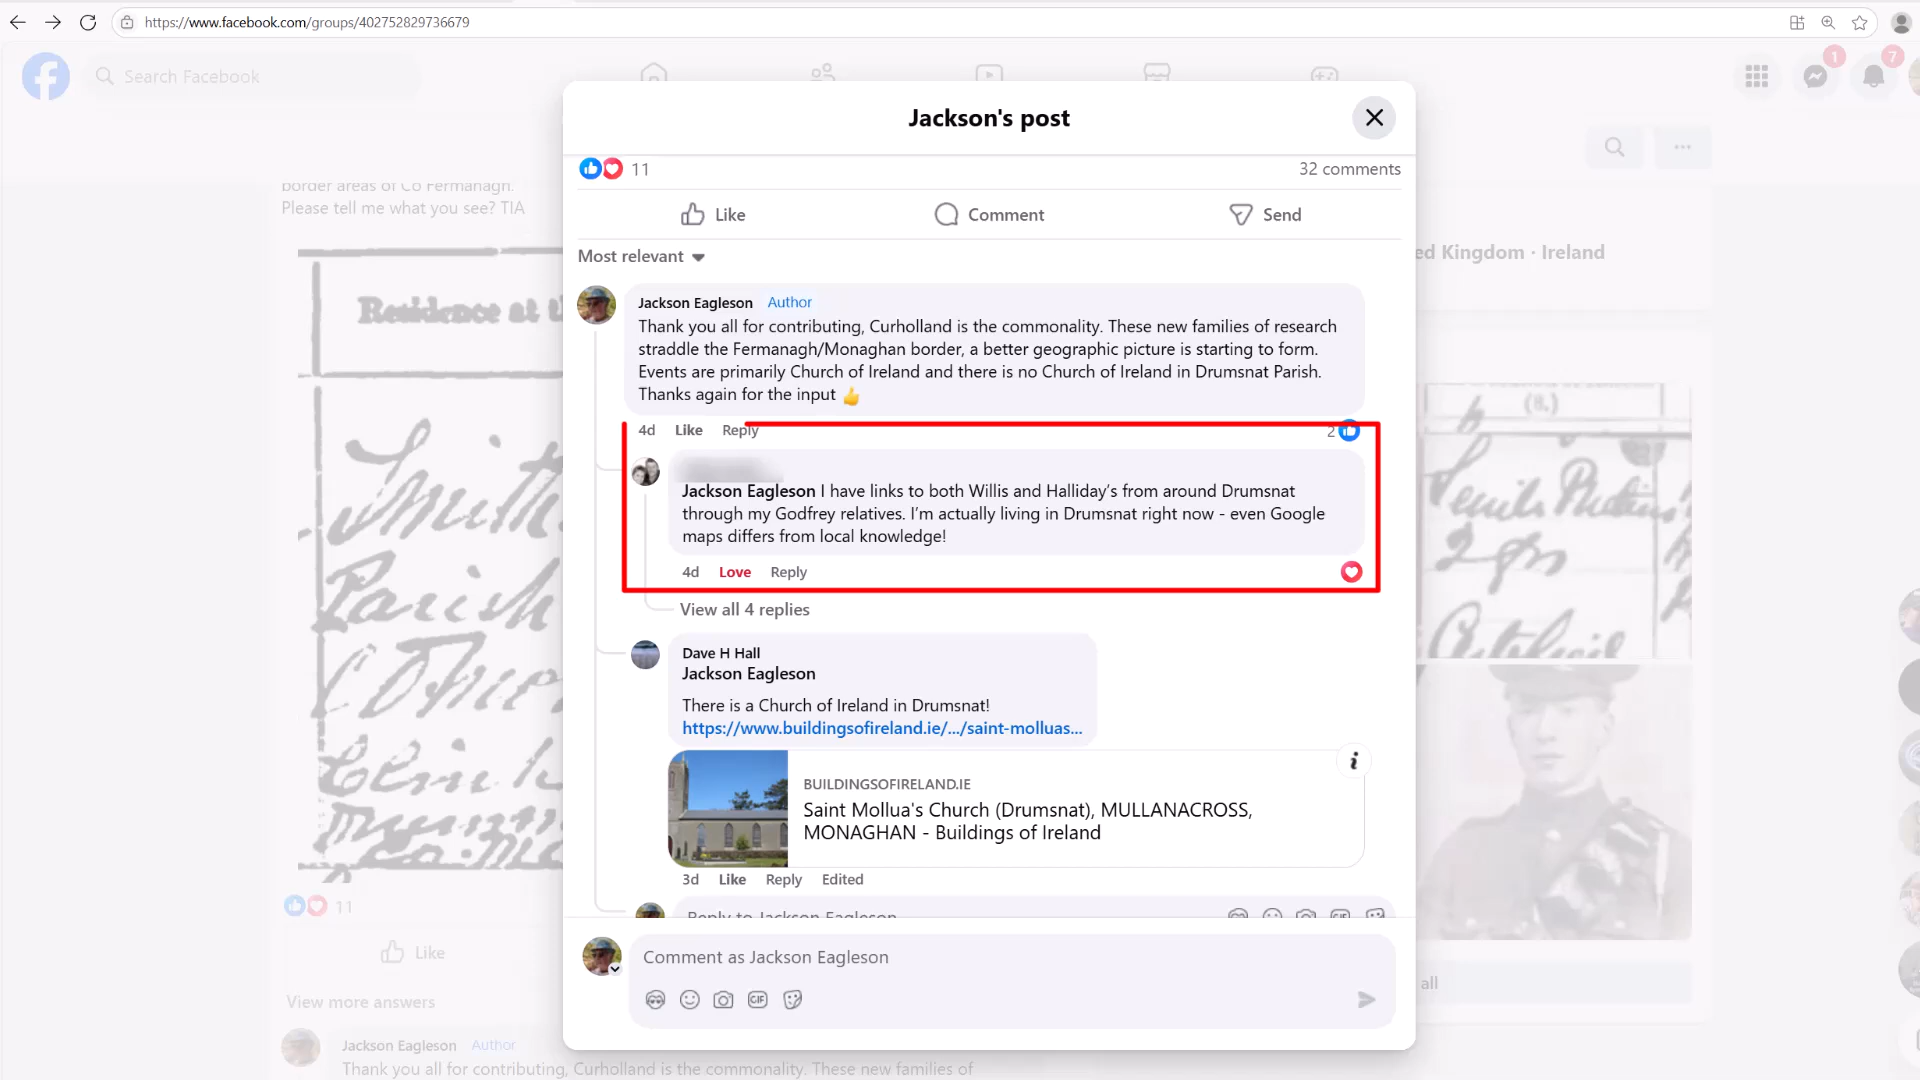 https://www.facebook.com/groups/402752829736679
Search Facebook
1
7
Jackson's post
11
32 comments
Like
Comment
Send
Most relevant
Jackson Eagleson Author
Thank you all for contributing, Curholland is the commonality. These new families of research
straddle the Fermanagh/Monaghan border, a better geographic picture is starting to form.
Events are primarily Church of Ireland and there is no Church of Ireland in Drumsnat Parish.
Thanks again for the input 👍
4d Like Reply
2
Jackson Eagleson I have links to both Willis and Halliday’s from around Drumsnat
through my Godfrey relatives. I’m actually living in Drumsnat right now - even Google
maps differs from local knowledge!
4d Love Reply
View all 4 replies
Dave H Hall
Jackson Eagleson
There is a Church of Ireland in Drumsnat!
https://www.buildingsofireland.ie/.../saint-molluas...
BUILDINGSOFIRELAND.IE
Saint Mollua's Church (Drumsnat), MULLANACROSS,
MONAGHAN - Buildings of Ireland
3d Like Reply Edited
Reply to Jackson Eagleson
Comment as Jackson Eagleson
GIF
border areas of Co Fermanagh.
Please tell me what you see? TIA
Residence at
Smith
Parish
11
Like
View more answers
Jackson Eagleson Author
Thank you all for contributing, Curholland is the commonality. These new families of
ed Kingdom · Ireland
(8.)
all